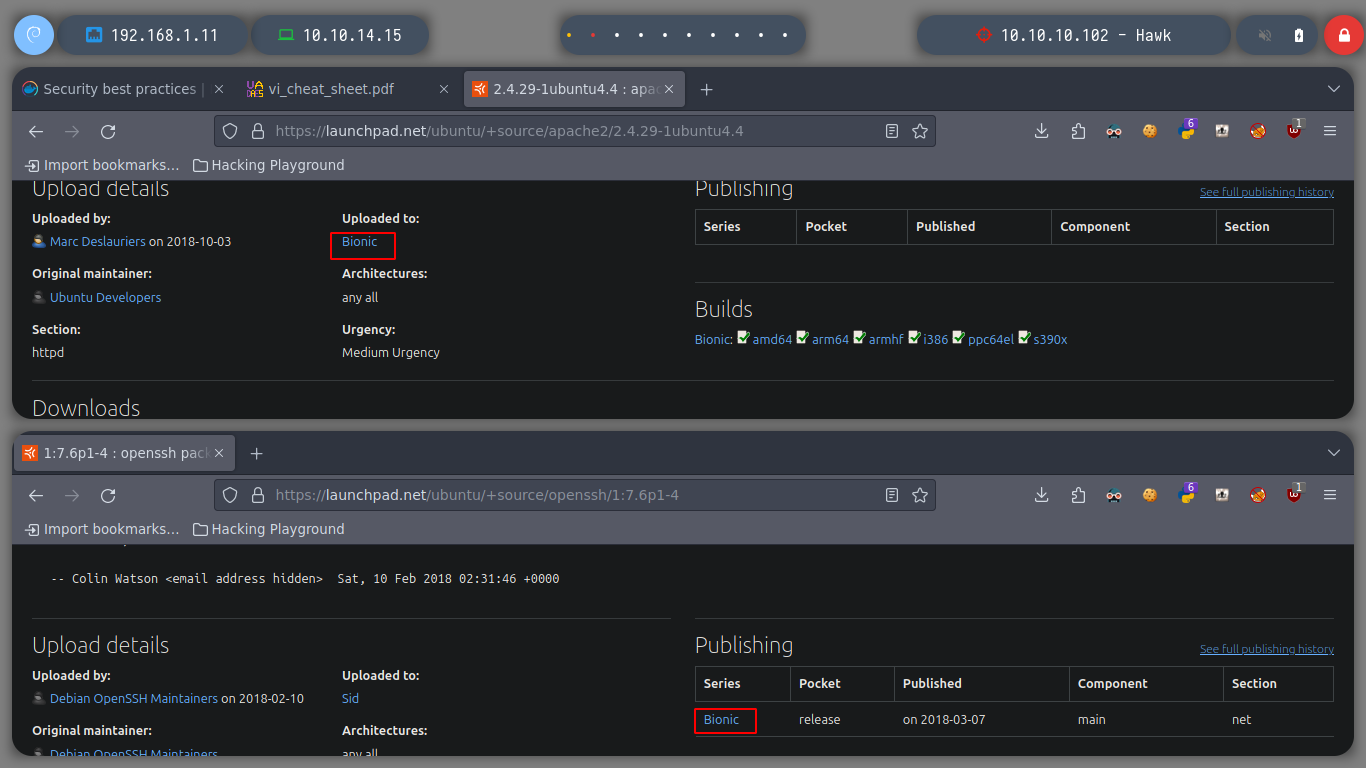 192.168.1.11
10.10.14.15
10.10.10.102 - Hawk
Security best practices |
vi_cheat_sheet.pdf
2.4.29-1ubuntu4.4 : apac
https://launchpad.net/ubuntu/+source/apache2/2.4.29-1ubuntu4.4
6
1
Import bookmarks...
Hacking Playground
Upload details
Uploaded by:
Uploaded to:
Marc Deslauriers on 2018-10-03
Bionic
Original maintainer:
Architectures:
Ubuntu Developers
any all
Section:
Urgency:
httpd
Medium Urgency
Publishing
See full publishing history
Series Pocket Published Component Section
Builds
Bionic: amd64 arm64 armhf i386 ppc64el s390x
Downloads
1:7.6p1-4 : openssh pack
https://launchpad.net/ubuntu/+source/openssh/1:7.6p1-4
6
1
Import bookmarks...
Hacking Playground
-- Colin Watson <email address hidden>  Sat, 10 Feb 2018 02:31:46 +0000
Upload details
Uploaded by:
Uploaded to:
Debian OpenSSH Maintainers on 2018-02-10
Sid
Original maintainer:
Architectures:
Debian OpenSSH Maintainers
any all
Publishing
See full publishing history
Series Pocket Published Component Section
Bionic release on 2018-03-07 main net